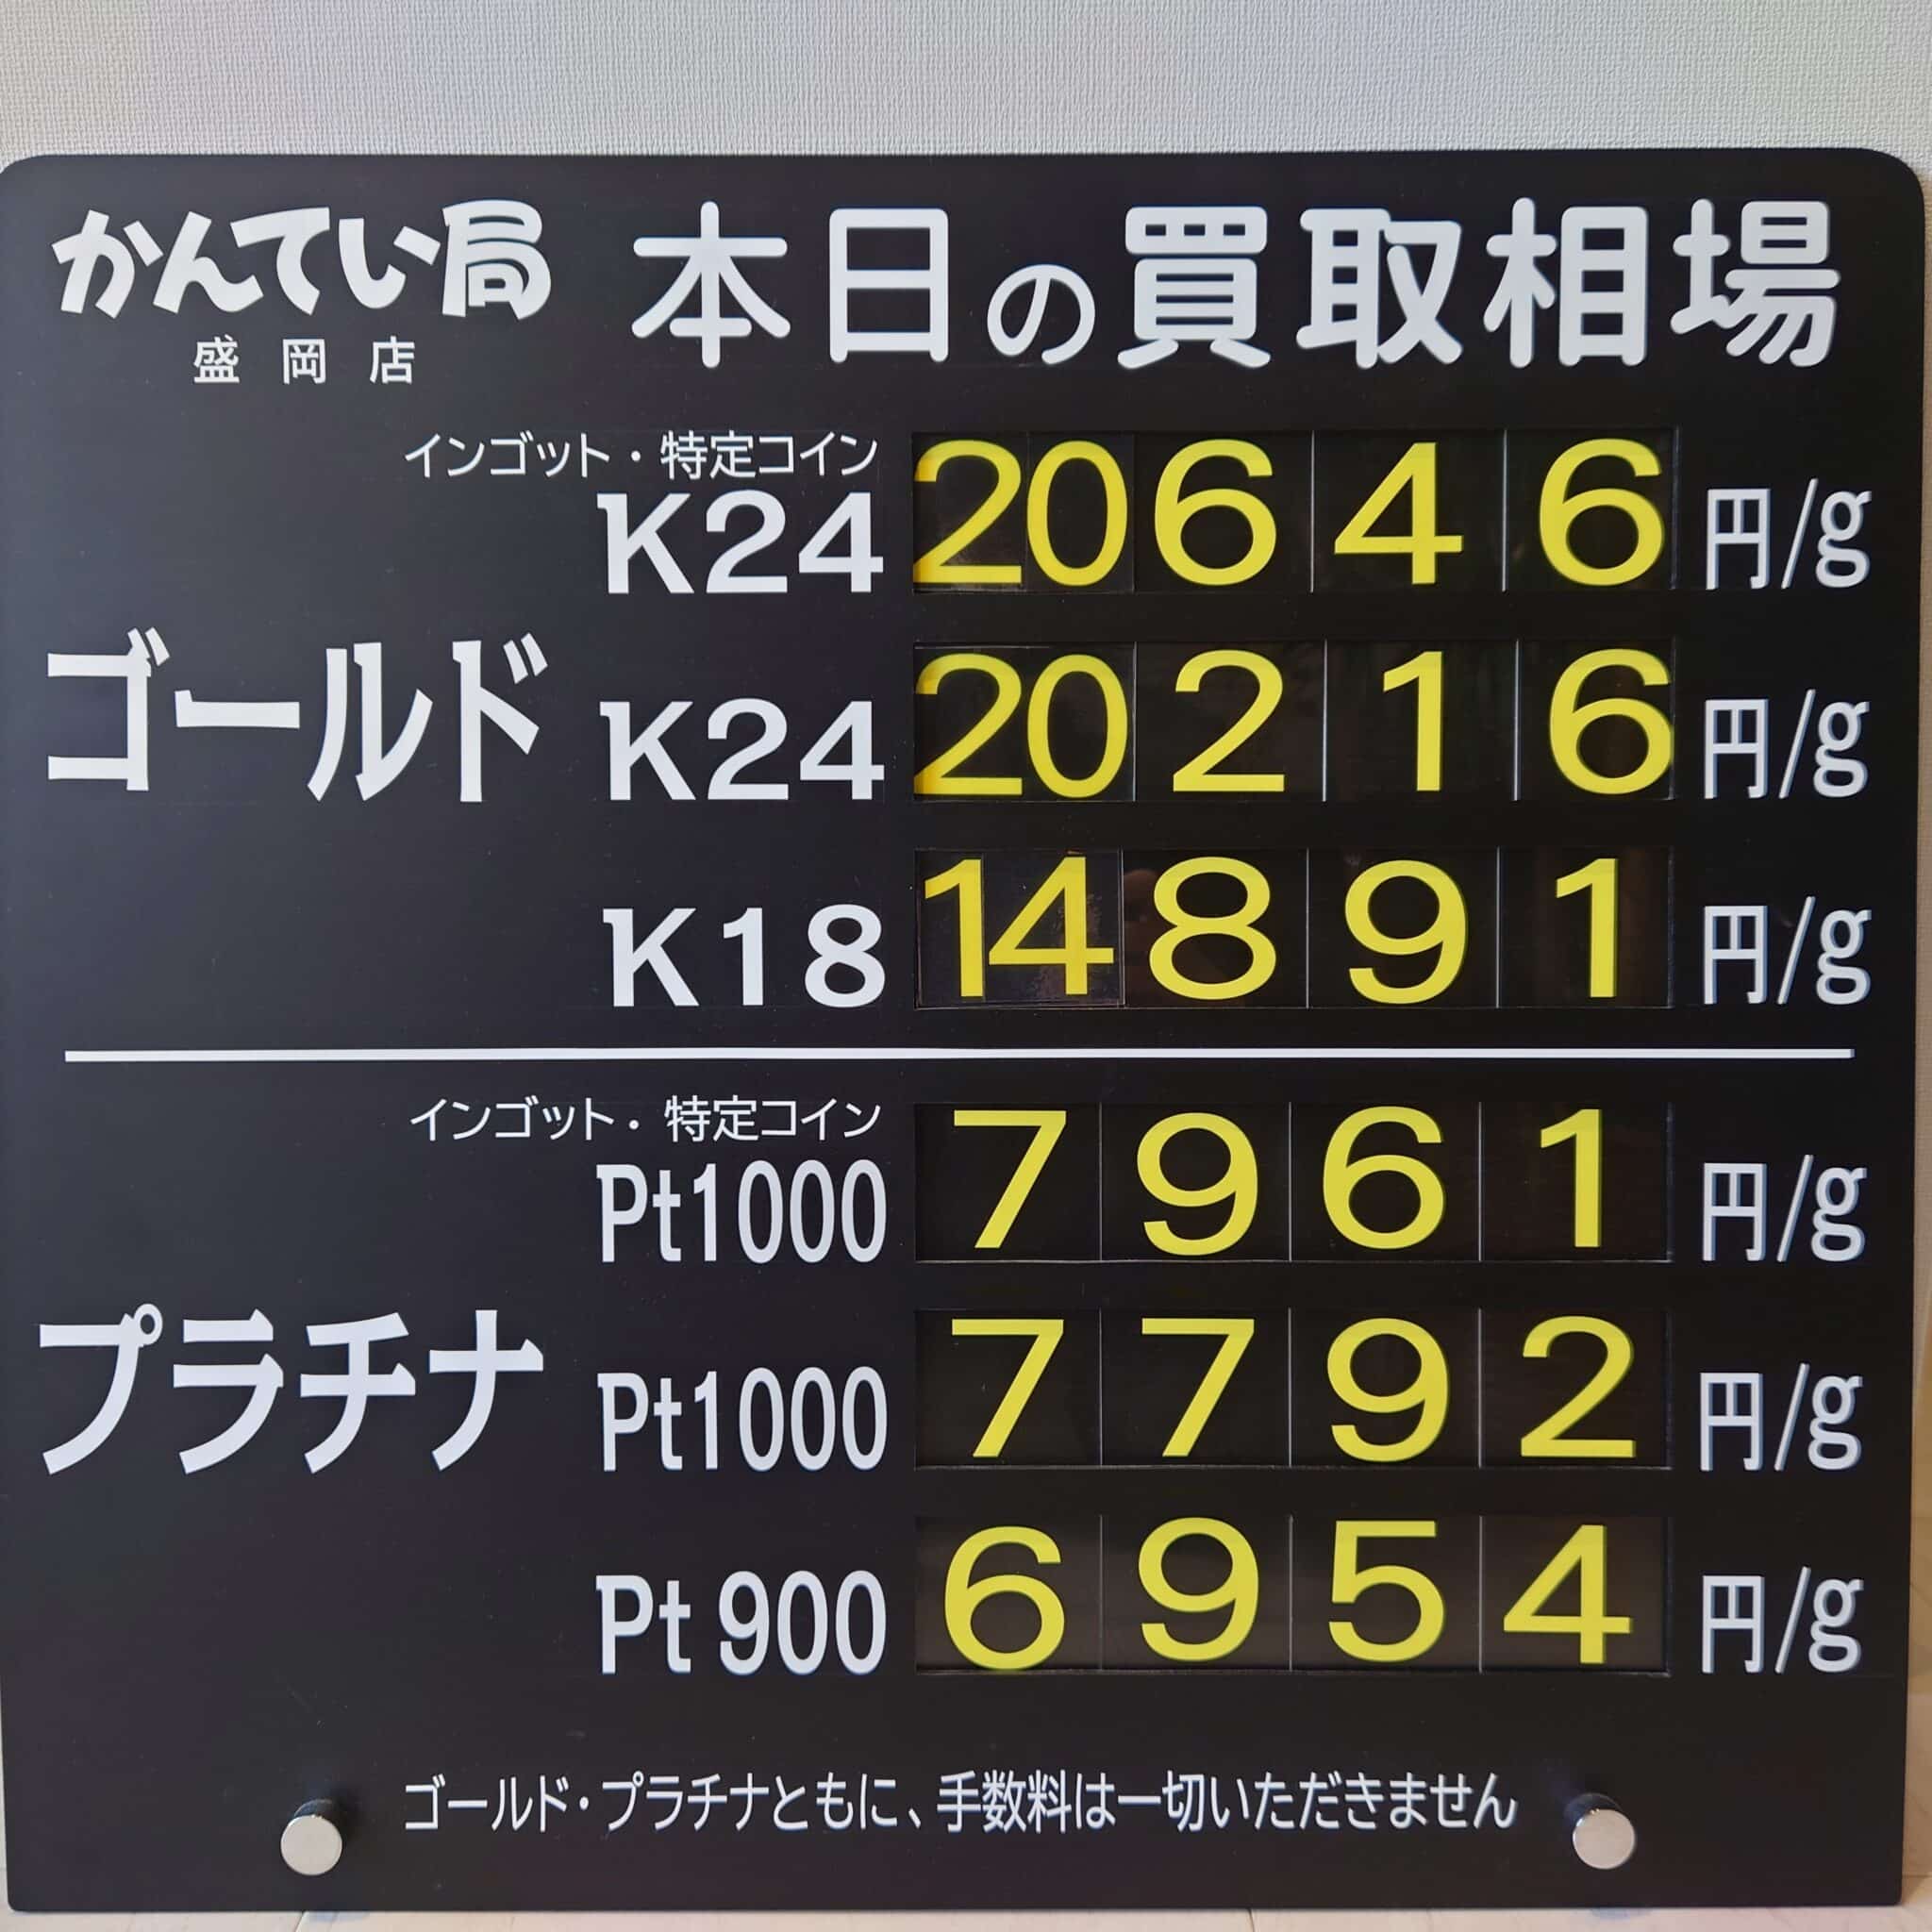 かんてい局 本日の買取相場
盛岡店
インゴット・特定コイン
K24 20646 円/g
ゴールド K24 20216 円/g
K18 14891 円/g
インゴット・特定コイン
Pt1000 7961 円/g
プラチナ Pt1000 7792 円/g
Pt900 6954 円/g
ゴールド・プラチナともに、手数料は一切いただきません